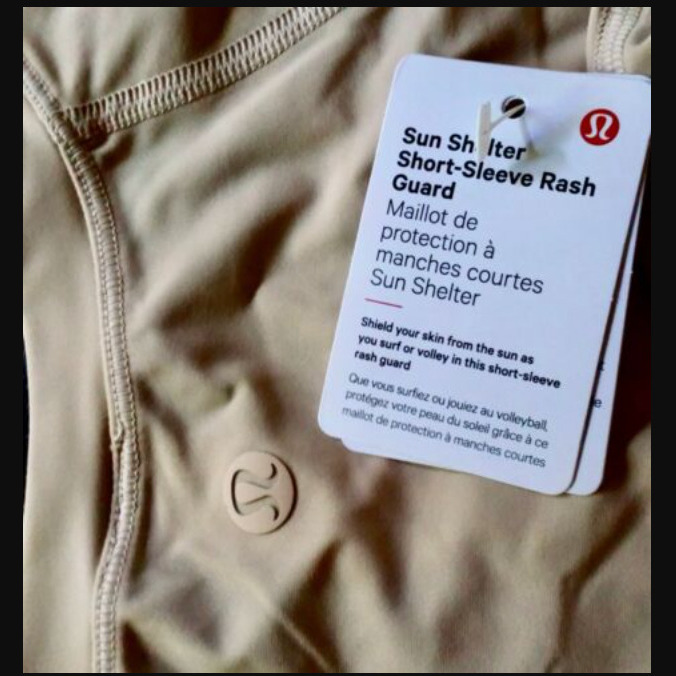 Sun Shelter
Short-Sleeve Rash
Guard
Maillot de
protection à
manches courtes
Sun Shelter
Shield your skin from the sun as
you surf or volley in this short-sleeve
rash guard
Que vous surfiez ou jouiez au volleyball,
protégez votre peau du soleil grâce à ce
maillot de protection à manches courtes